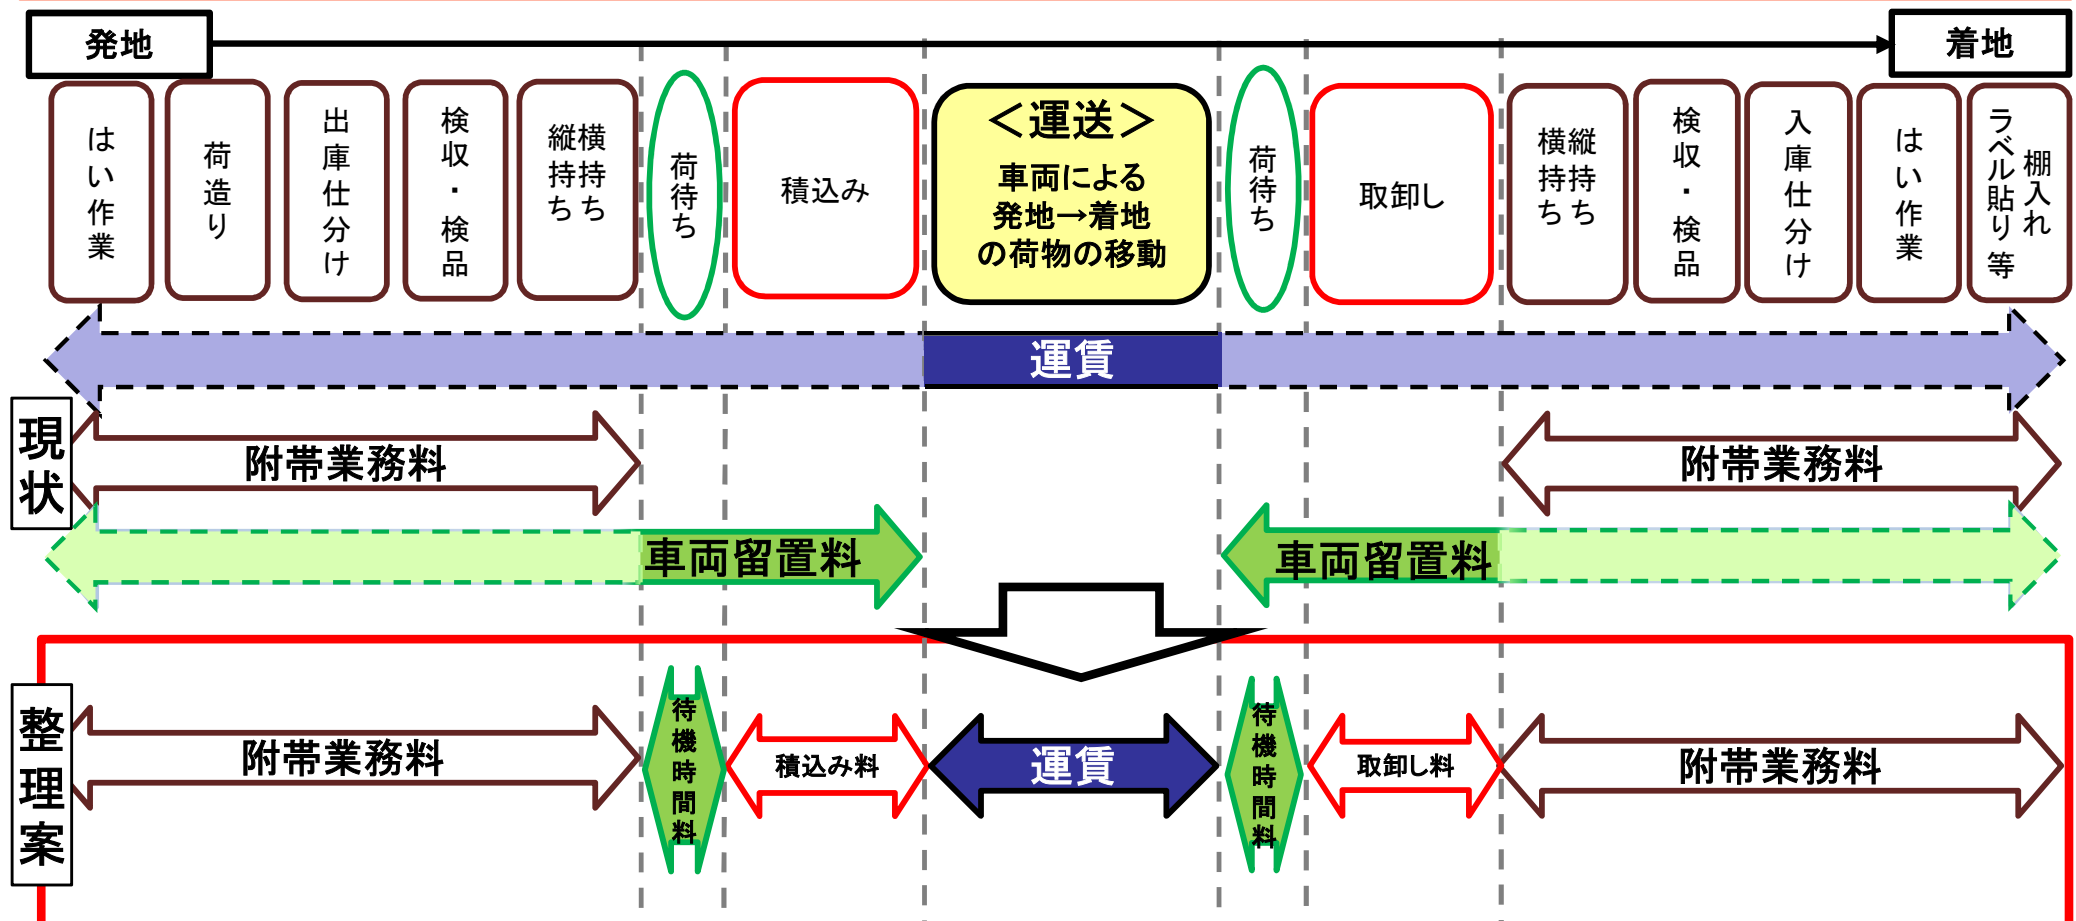 発地
着地
はい作業
荷造り
出庫仕分け
検収・検品
横持ち
縦持ち
荷待ち
積込み
＜運送＞
車両による
発地→着地
の荷物の移動
荷待ち
取卸し
縦持ち
横持ち
検収・検品
入庫仕分け
はい作業
棚入れ
ラベル貼り等
運賃
現状
附帯業務料
附帯業務料
車両留置料
車両留置料
整理案
附帯業務料
待機時間料
積込み料
運賃
待機時間料
取卸し料
附帯業務料